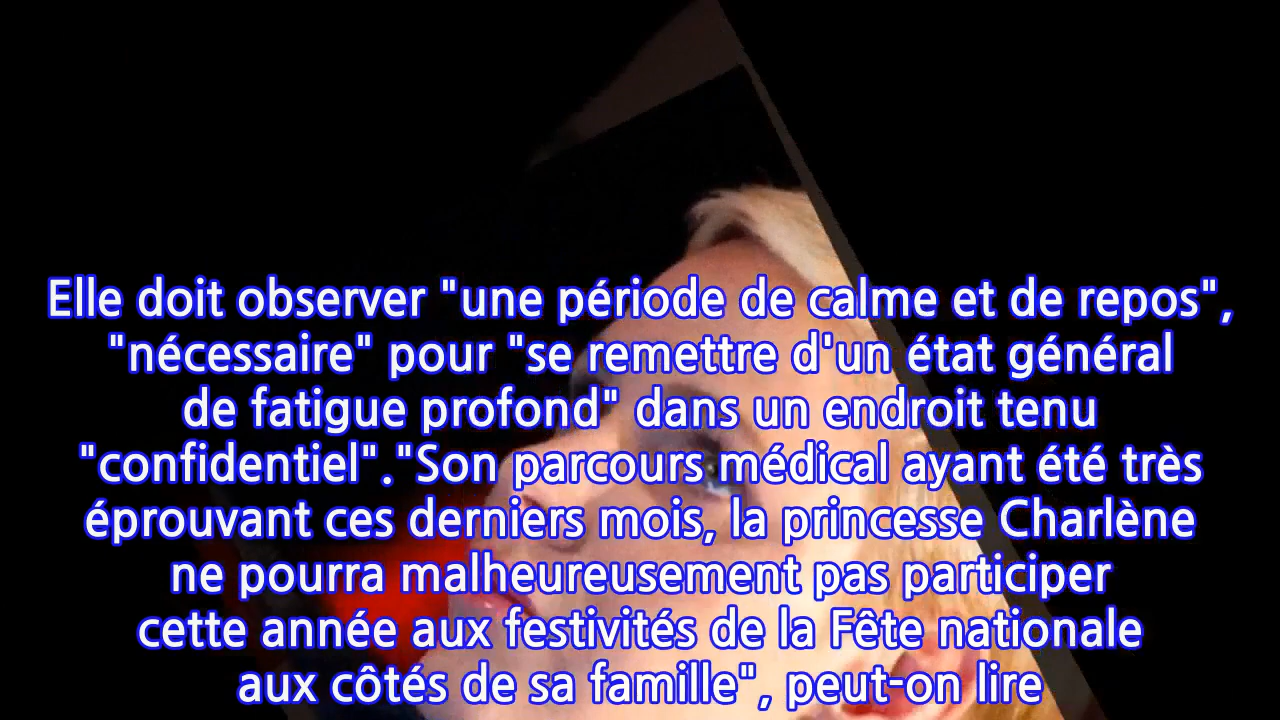 Elle doit observer "une période de calme et de repos",
"nécessaire" pour "se remettre d'un état général
de fatigue profond" dans un endroit tenu
"confidentiel"."Son parcours médical ayant été très
éprouvant ces derniers mois, la princesse Charlène
ne pourra malheureusement pas participer
cette année aux festivités de la Fête nationale
aux côtés de sa famille", peut-on lire